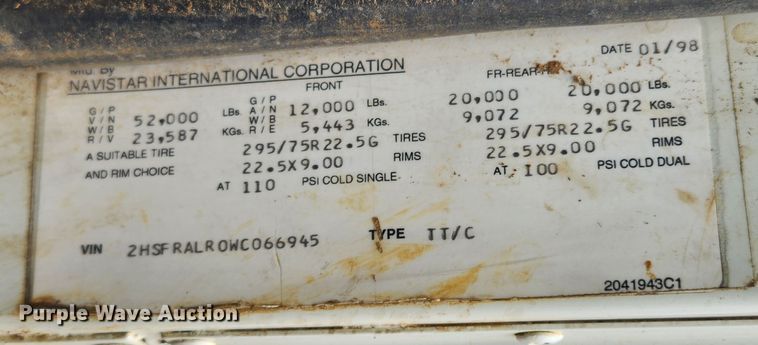 Mfd. By
DATE 01/98
NAVISTAR INTERNATIONAL CORPORATION
FRONT
FR-REAR-R
G/P V/N W/B R/V 52,000 LBs. 23,587 KGs.
G/P A/N W/B R/E 12,000 LBs. 5,443 KGs.
20,000 20,000 LBs.
9,072 9,072 KGs.
A SUITABLE TIRE 295/75R22.5G TIRES 295/75R22.5G TIRES
AND RIM CHOICE 22.5X9.00 RIMS 22.5X9.00 RIMS
AT 110 PSI COLD SINGLE AT 100 PSI COLD DUAL
VIN 2HSFRALR0WC066945 TYPE TT/C
2041943C1
Purple Wave Auction